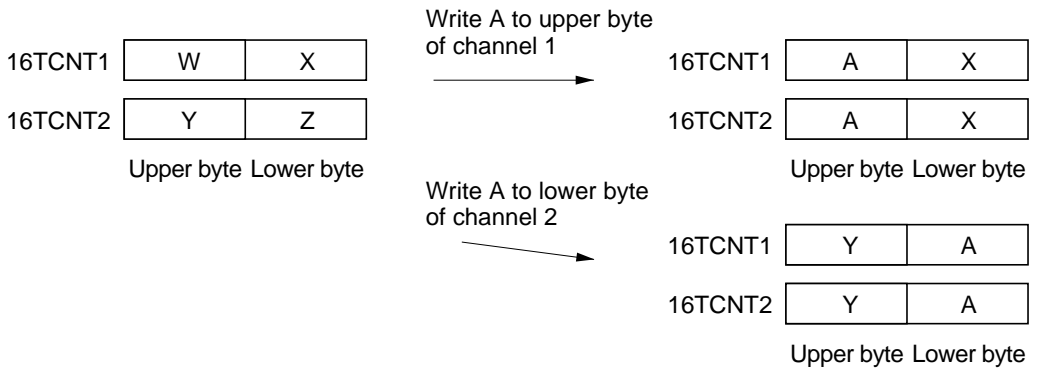 Write A to upper byte
of channel 1
16TCNT1 W X
16TCNT2 Y Z
Upper byte Lower byte
16TCNT1 A X
16TCNT2 A X
Upper byte Lower byte
Write A to lower byte
of channel 2
16TCNT1 Y A
16TCNT2 Y A
Upper byte Lower byte